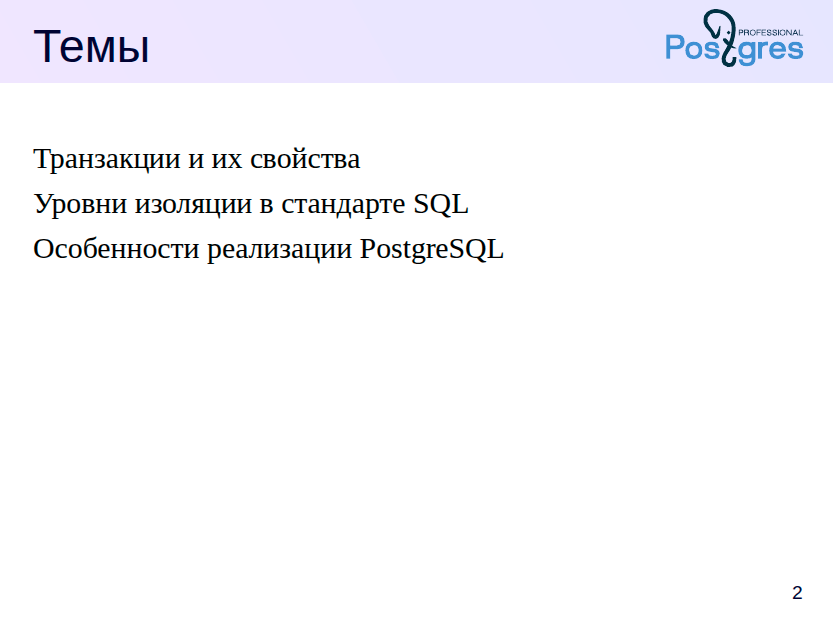 Темы
PROFESSIONAL
Postgres
Транзакции и их свойства
Уровни изоляции в стандарте SQL
Особенности реализации PostgreSQL
2